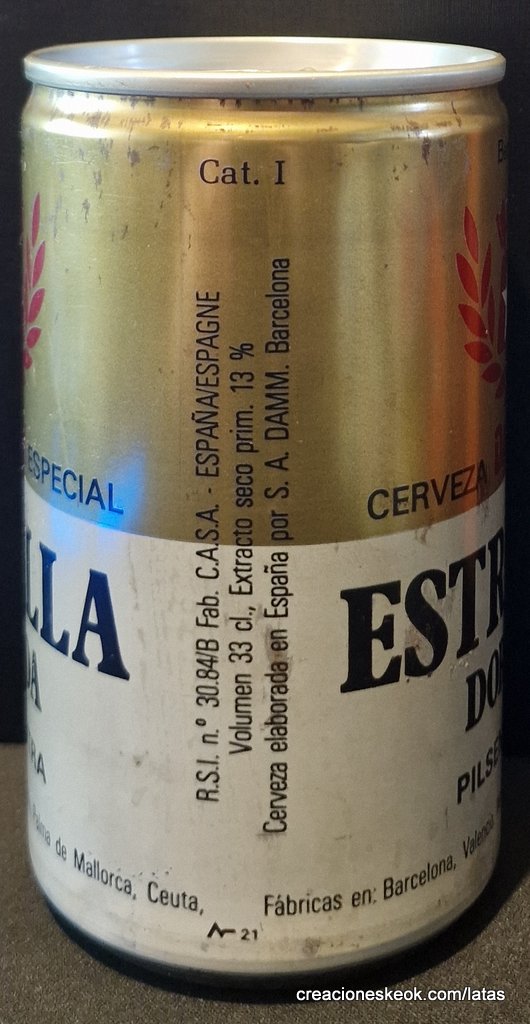 Cat. I
R.S.I. n.º 30.84/B Fab. C.A.S.A. - ESPAÑA/ESPAGNE
Volumen 33 cl., Extracto seco prim. 13 %
Cerveza elaborada en España por S. A. DAMM. Barcelona
ESPECIAL
LLA
DA
TRA
Palma de Mallorca, Ceuta,
CERVEZA
ESTR
DO
PILSE
Fábricas en: Barcelona, Valencia,
21
creacioneskeok.com/latas